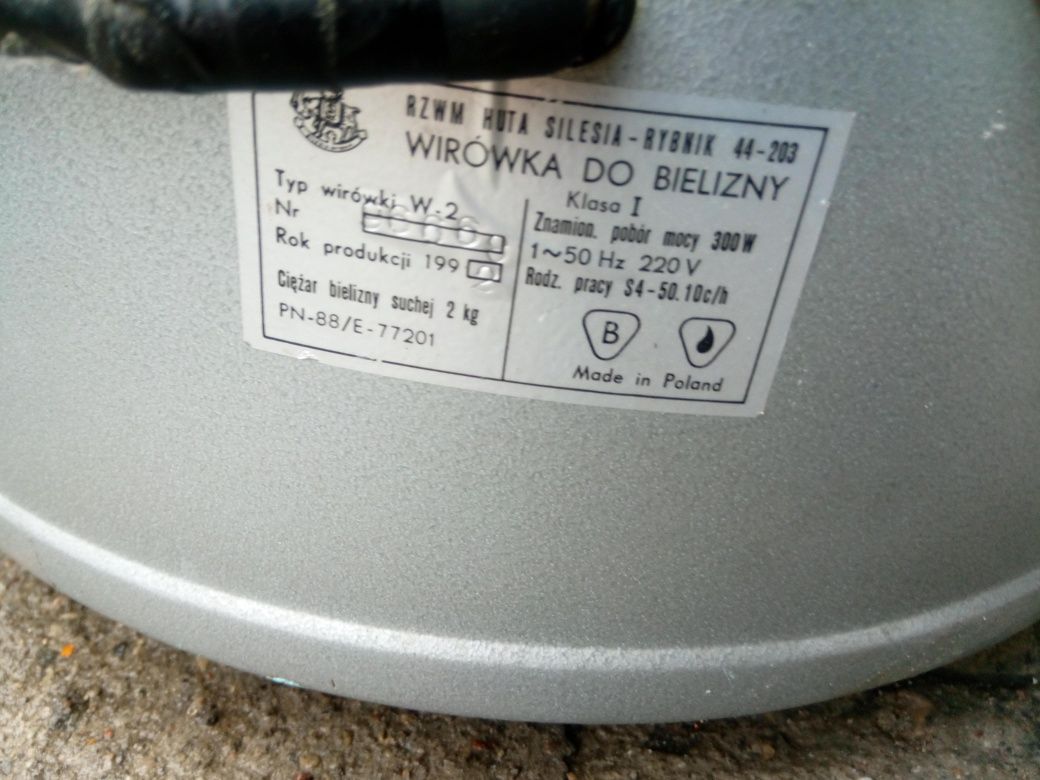 RZWM HUTA SILESIA - RYBNIK 44-203
WIRÓWKA DO BIELIZNY
Typ wirówki W-2
Nr
Rok produkcji 1992
Ciężar bielizny suchej 2 kg
PN-88/E-77201
Klasa I
Znamion. pobór mocy 300W
1~50 Hz 220 V
Rodz. pracy S4-50.10c/h
B
Made in Poland